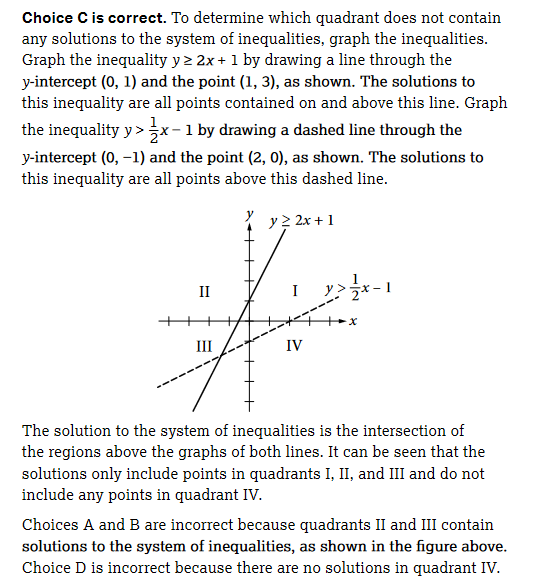 Choice C is correct. To determine which quadrant does not contain
any solutions to the system of inequalities, graph the inequalities.
Graph the inequality y ≥ 2x + 1 by drawing a line through the
y-intercept (0, 1) and the point (1, 3), as shown. The solutions to
this inequality are all points contained on and above this line. Graph
the inequality y > 1/2x − 1 by drawing a dashed line through the
y-intercept (0, −1) and the point (2, 0), as shown. The solutions to
this inequality are all points above this dashed line.
y
y ≥ 2x + 1
II
I
y > 1/2x − 1
x
III
IV
The solution to the system of inequalities is the intersection of
the regions above the graphs of both lines. It can be seen that the
solutions only include points in quadrants I, II, and III and do not
include any points in quadrant IV.
Choices A and B are incorrect because quadrants II and III contain
solutions to the system of inequalities, as shown in the figure above.
Choice D is incorrect because there are no solutions in quadrant IV.